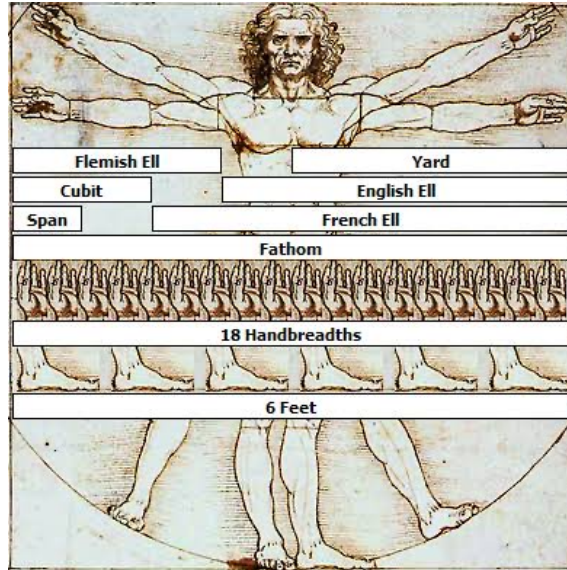 Flemish Ell Yard
Cubit English Ell
Span French Ell
Fathom
18 Handbreadths
6 Feet